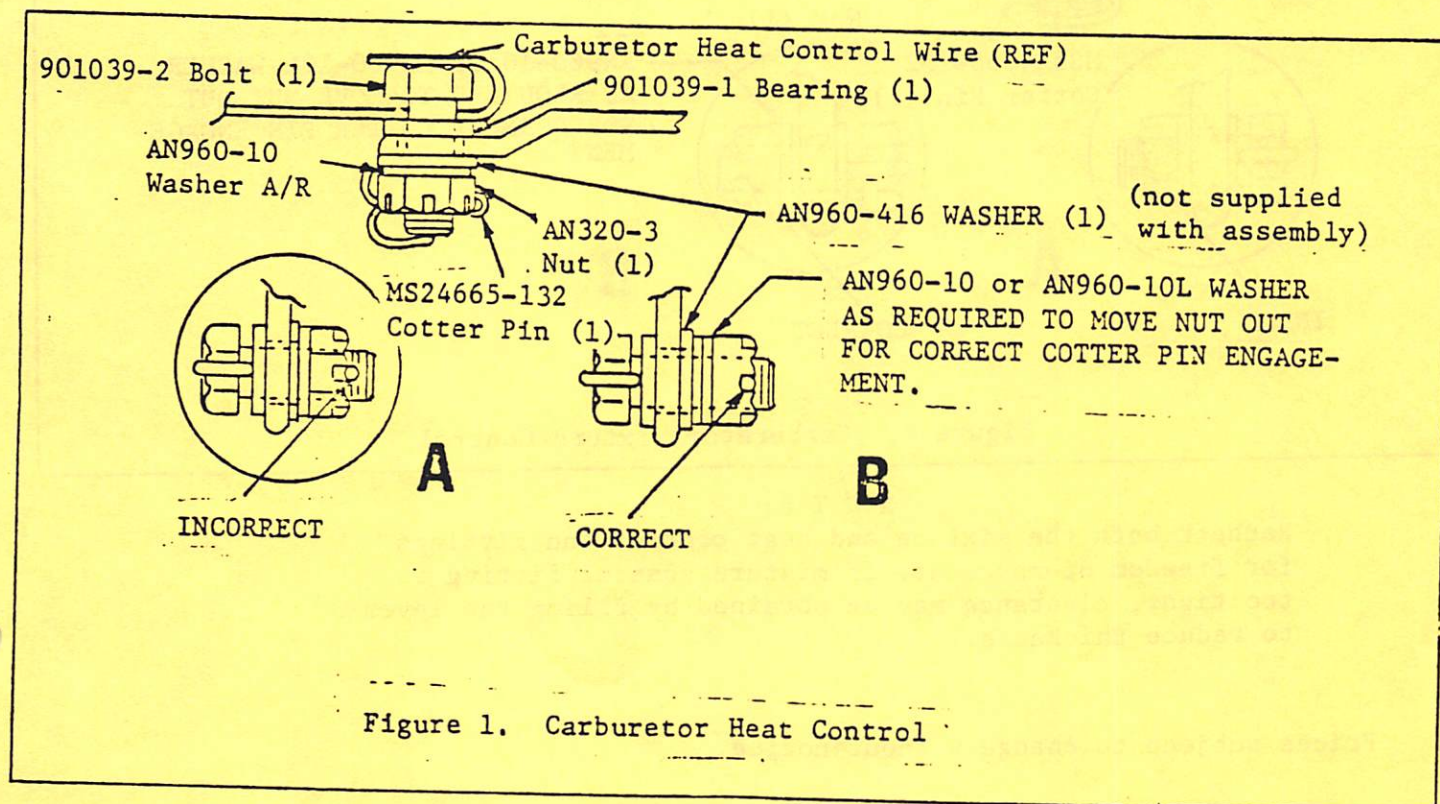 Carburetor Heat Control Wire (REF)
901039-2 Bolt (1)
901039-1 Bearing (1)
AN960-10
Washer A/R
AN960-416 WASHER (1)
(not supplied
with assembly)
AN320-3
Nut (1)
MS24665-132
Cotter Pin (1)
AN960-10 or AN960-10L WASHER
AS REQUIRED TO MOVE NUT OUT
FOR CORRECT COTTER PIN ENGAGE-
MENT.
A
B
INCORRECT
CORRECT
Figure 1. Carburetor Heat Control